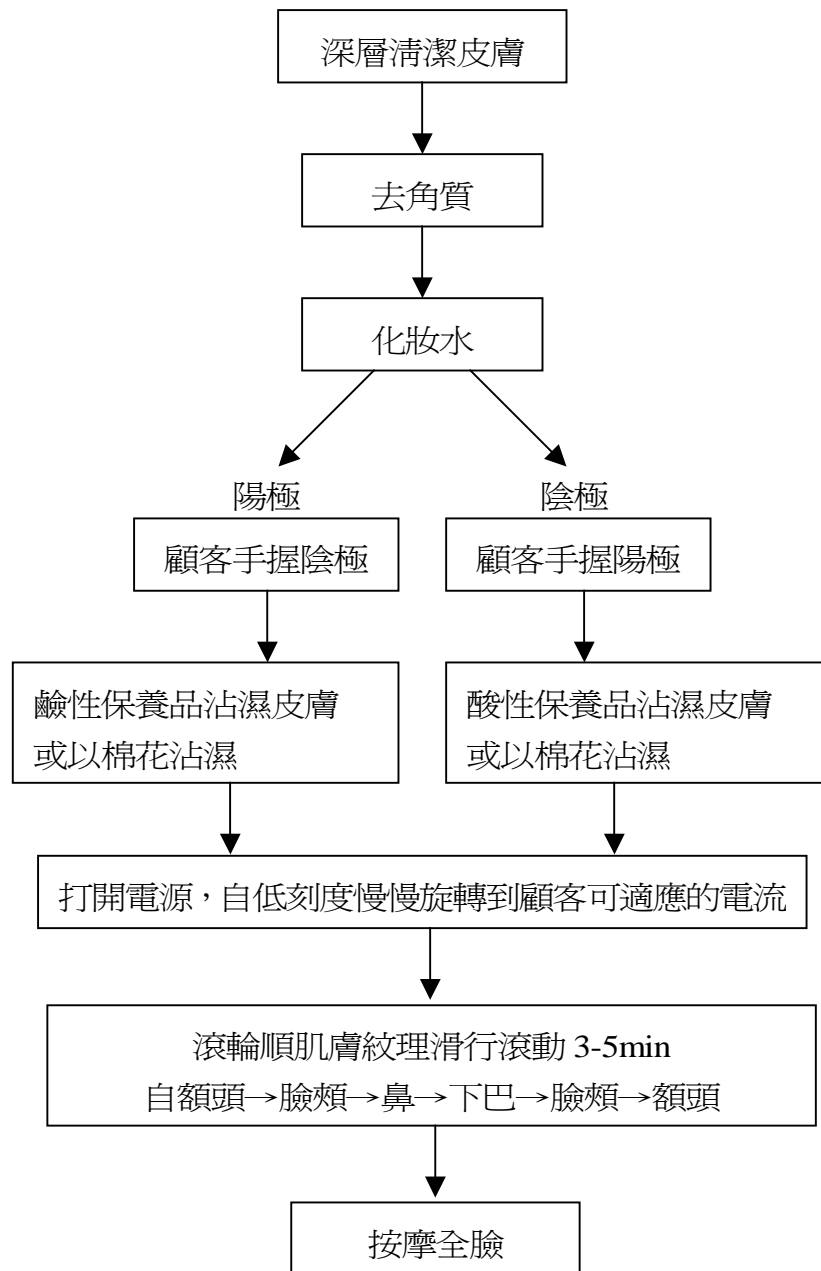 深層清潔皮膚
去角質
化妝水
陽極
陰極
顧客手握陰極
顧客手握陽極
鹼性保養品沾濕皮膚
或以棉花沾濕
酸性保養品沾濕皮膚
或以棉花沾濕
打開電源，自低刻度慢慢旋轉到顧客可適應的電流
滾輪順肌膚紋理滑行滾動 3-5min
自額頭→臉頰→鼻→下巴→臉頰→額頭
按摩全臉